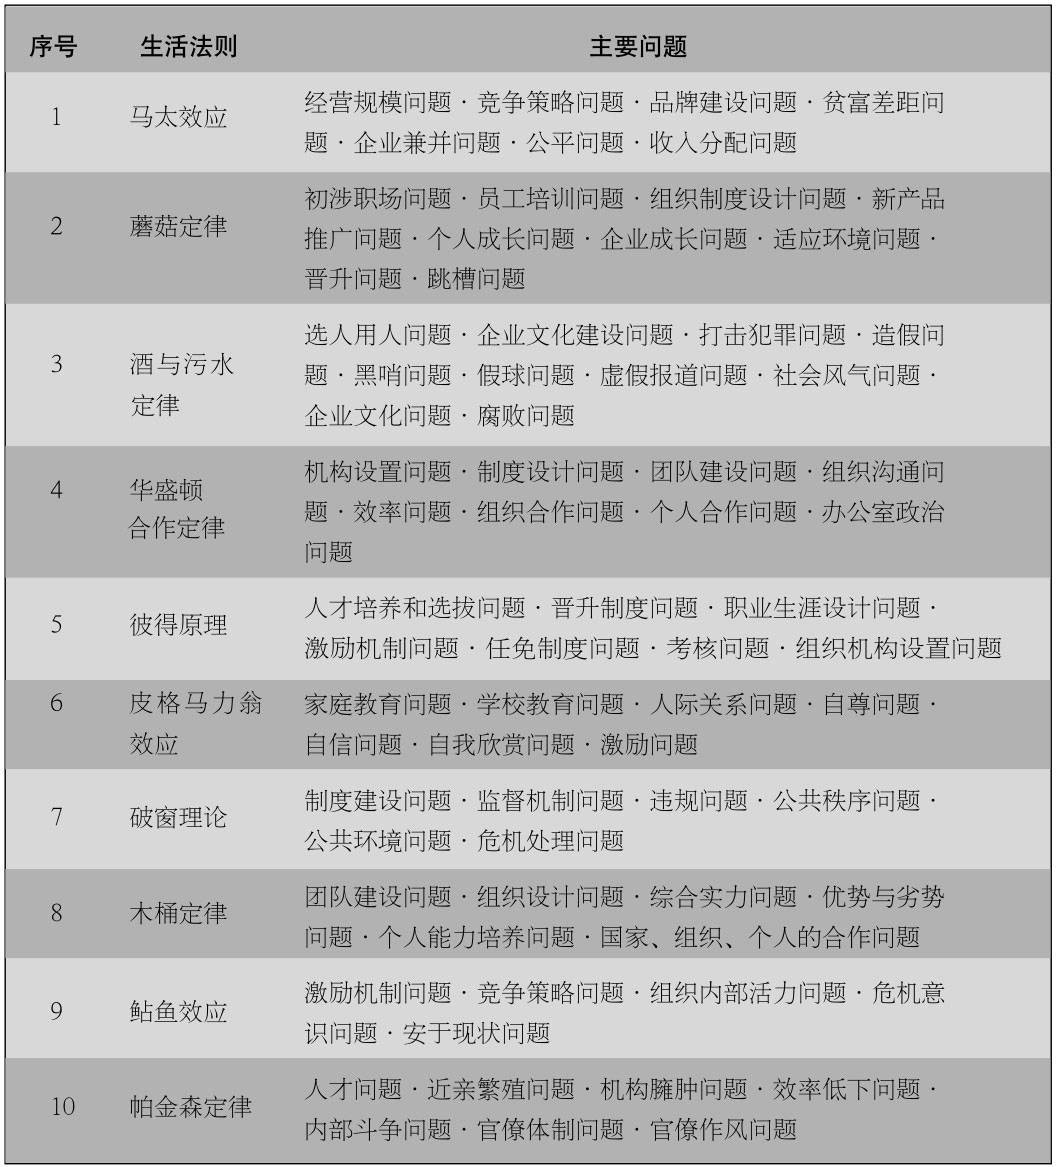 序号 生活法则 主要问题
1 马太效应 经营规模问题·竞争策略问题·品牌建设问题·贫富差距问
题·企业兼并问题·公平问题·收入分配问题
2 蘑菇定律 初涉职场问题·员工培训问题·组织制度设计问题·新产品
推广问题·个人成长问题·企业成长问题·适应环境问题·
晋升问题·跳槽问题
3 酒与污水
定律
选人用人问题·企业文化建设问题·打击犯罪问题·造假问
题·黑哨问题·假球问题·虚假报道问题·社会风气问题·
企业文化问题·腐败问题
4 华盛顿
合作定律
机构设置问题·制度设计问题·团队建设问题·组织沟通问
题·效率问题·组织合作问题·个人合作问题·办公室政治
问题
5 彼得原理 人才培养和选拔问题·晋升制度问题·职业生涯设计问题·
激励机制问题·任免制度问题·考核问题·组织机构设置问题
6 皮格马力翁
效应
家庭教育问题·学校教育问题·人际关系问题·自尊问题·
自信问题·自我欣赏问题·激励问题
7 破窗理论 制度建设问题·监督机制问题·违规问题·公共秩序问题·
公共环境问题·危机处理问题
8 木桶定律 团队建设问题·组织设计问题·综合实力问题·优势与劣势
问题·个人能力培养问题·国家、组织、个人的合作问题
9 鲇鱼效应 激励机制问题·竞争策略问题·组织内部活力问题·危机意
识问题·安于现状问题
10 帕金森定律 人才问题·近亲繁殖问题·机构臃肿问题·效率低下问题·
内部斗争问题·官僚体制问题·官僚作风问题